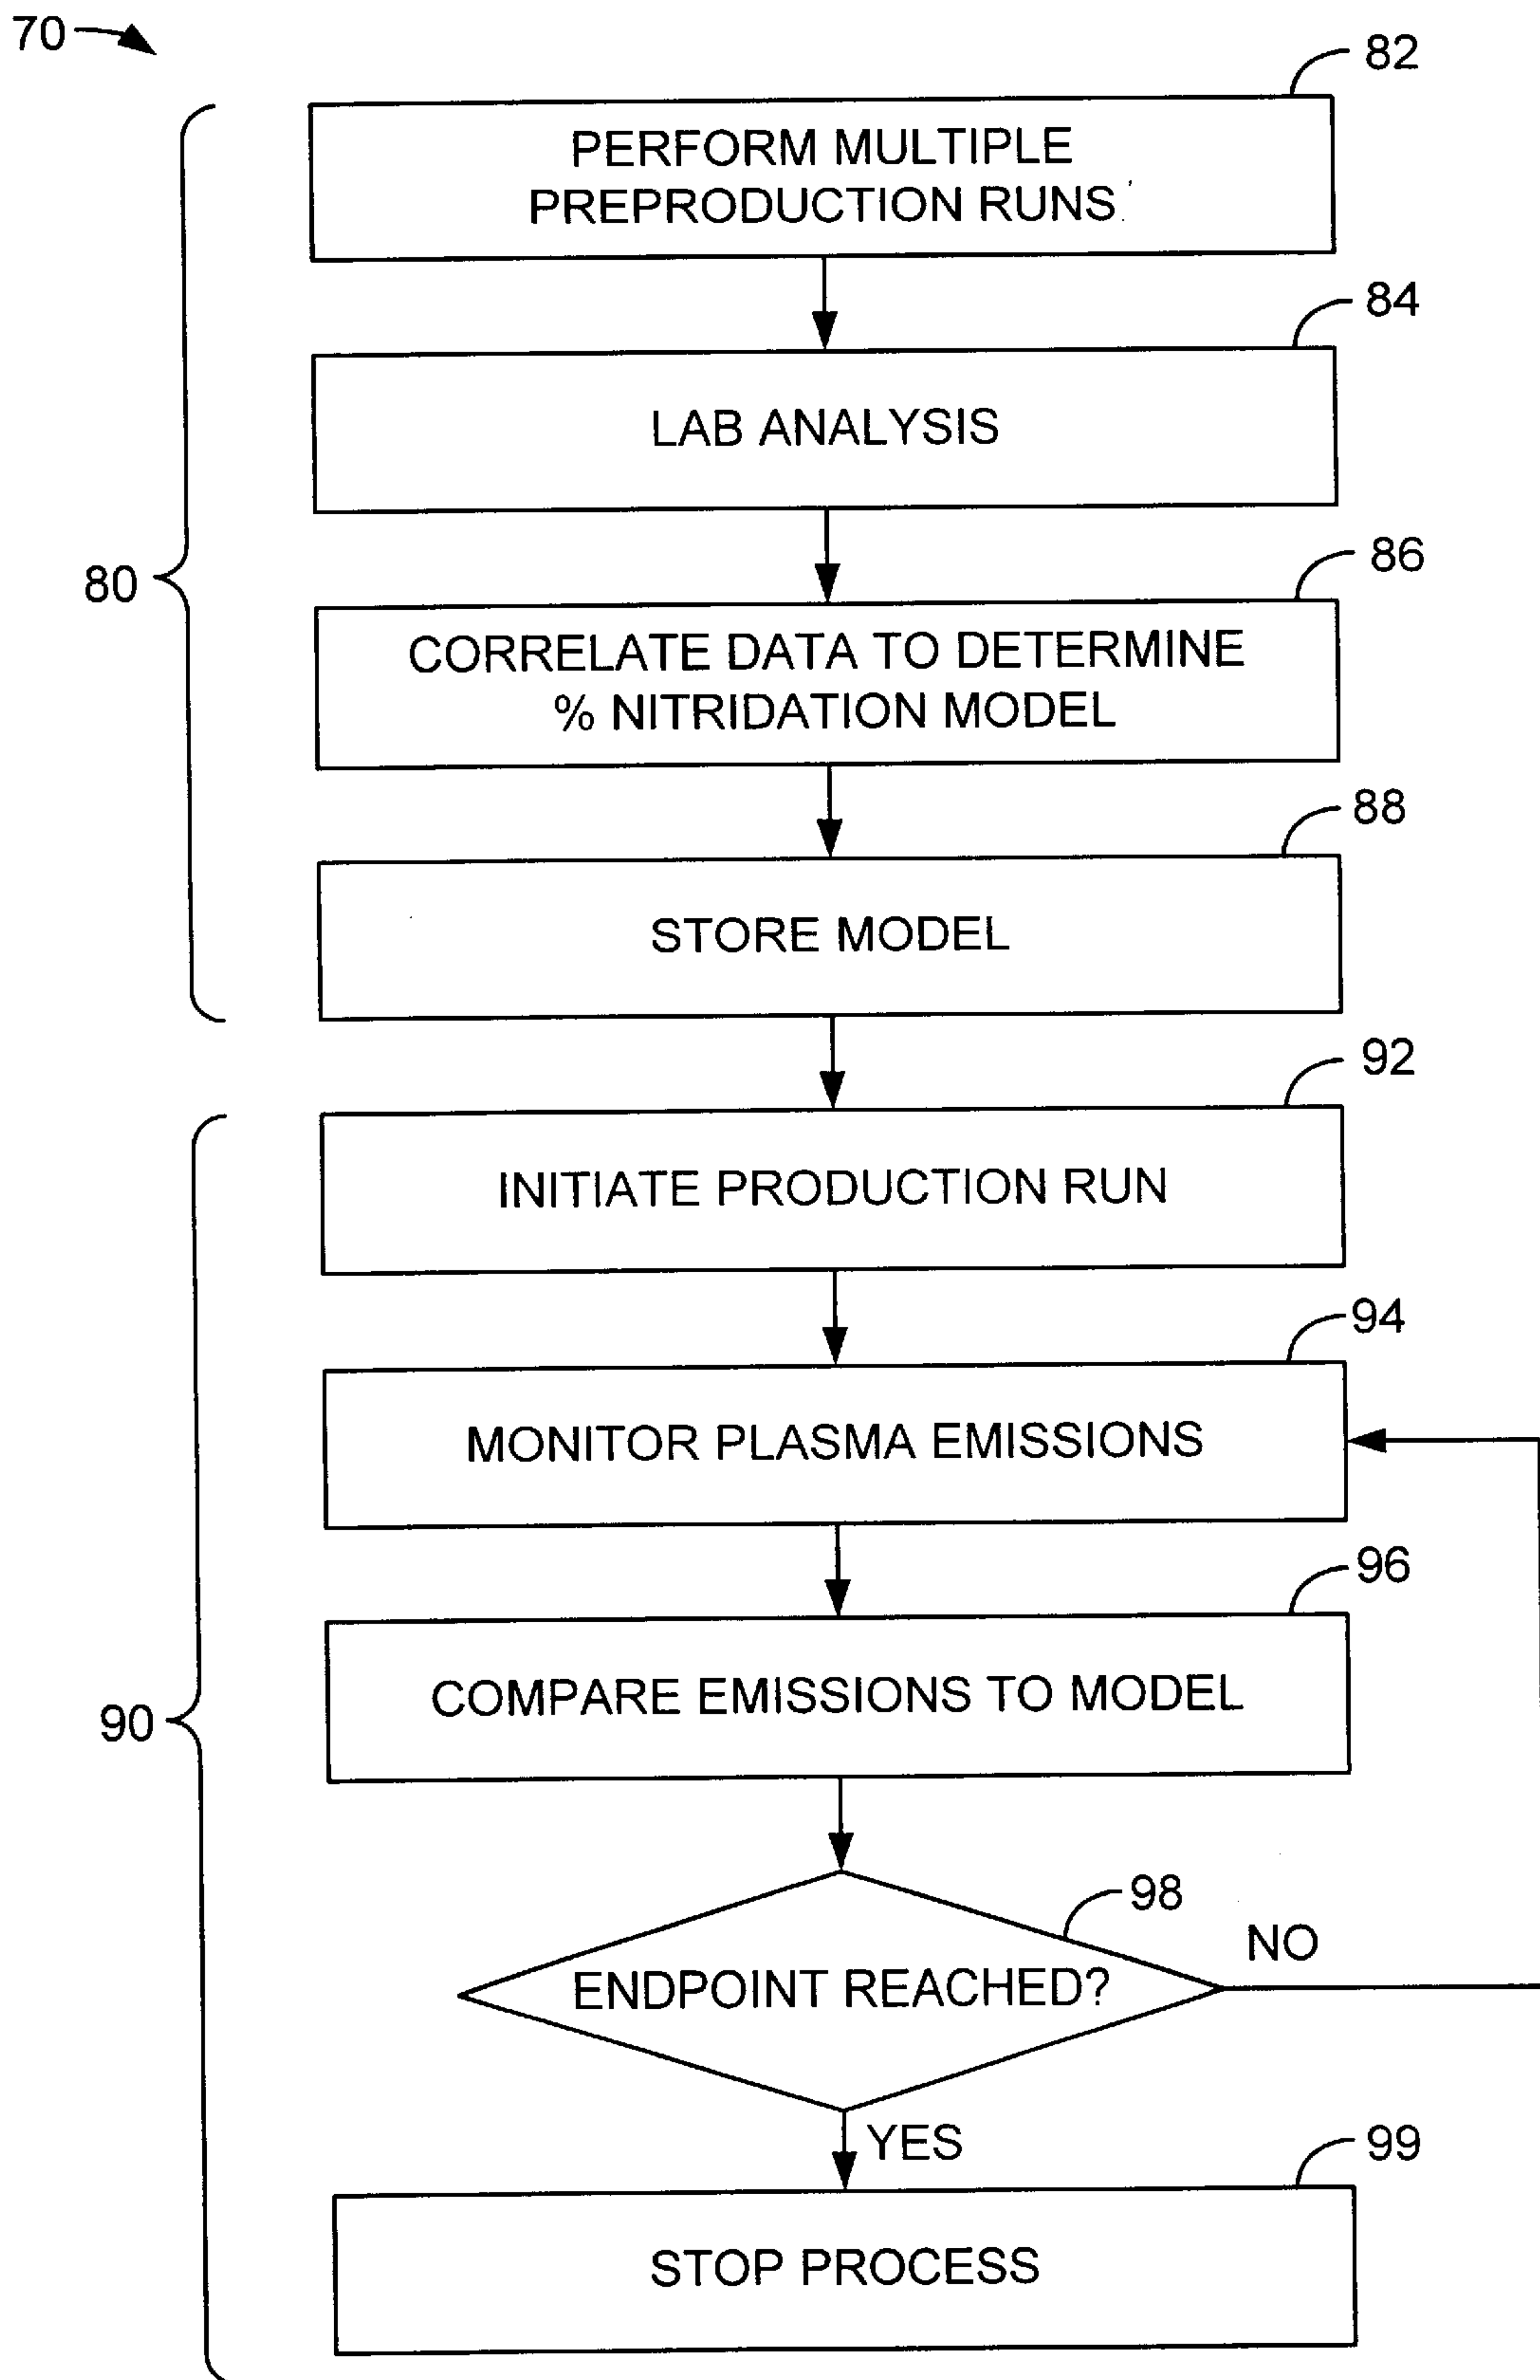 70
82
PERFORM MULTIPLE
PREPRODUCTION RUNS
84
LAB ANALYSIS
86
CORRELATE DATA TO DETERMINE
% NITRIDATION MODEL
80
88
STORE MODEL
92
INITIATE PRODUCTION RUN
94
MONITOR PLASMA EMISSIONS
96
COMPARE EMISSIONS TO MODEL
90
98
NO
ENDPOINT REACHED?
YES
99
STOP PROCESS